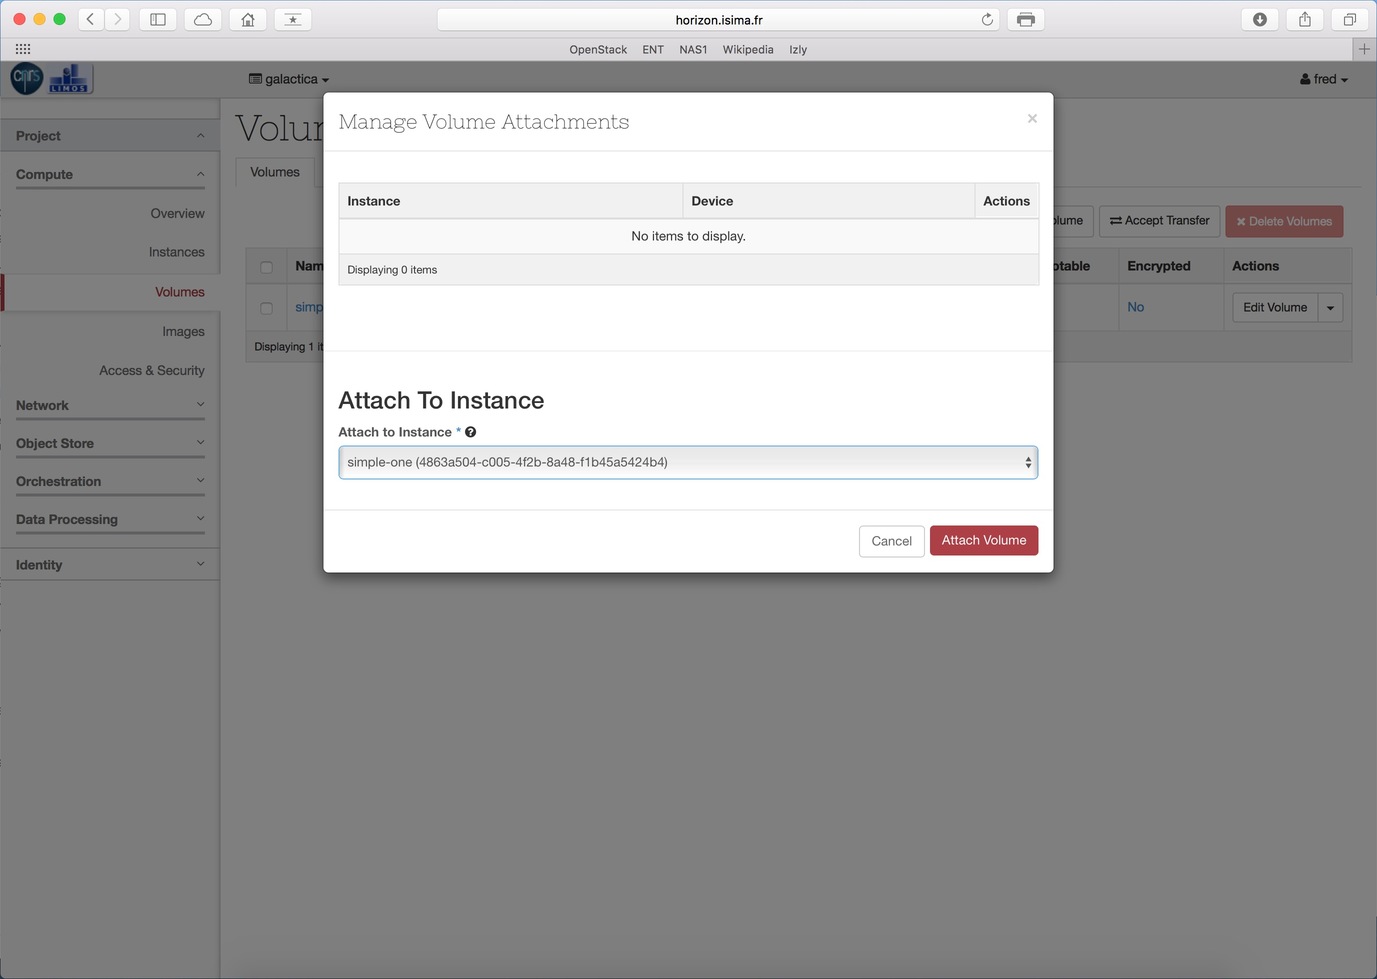 horizon.isima.fr
OpenStack ENT NAS1 Wikipedia Izly
cnrs LIMOS galactica fred
Manage Volume Attachments ×
Project
Compute
Overview
Instances
Volumes
Images
Access & Security
Network
Object Store
Orchestration
Data Processing
Identity
Volum
Volumes
lume Accept Transfer Delete Volumes
Nam otable Encrypted Actions
simp No Edit Volume
Displaying 1 it
Instance Device Actions
No items to display.
Displaying 0 items
Attach To Instance
Attach to Instance *
simple-one (4863a504-c005-4f2b-8a48-f1b45a5424b4)
Cancel Attach Volume